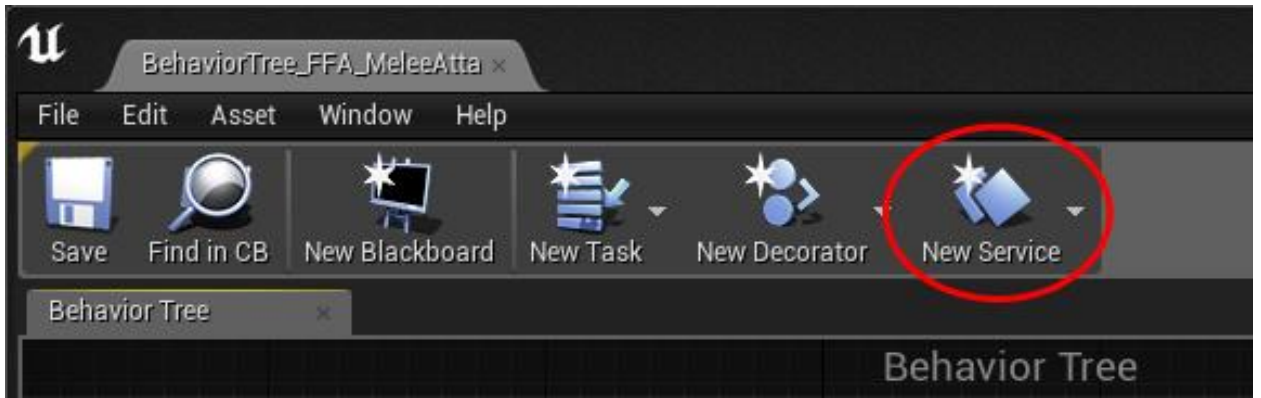 BehaviorTree_FFA_MeleeAtta
File Edit Asset Window Help
Save Find in CB New Blackboard New Task New Decorator New Service
Behavior Tree
Behavior Tree